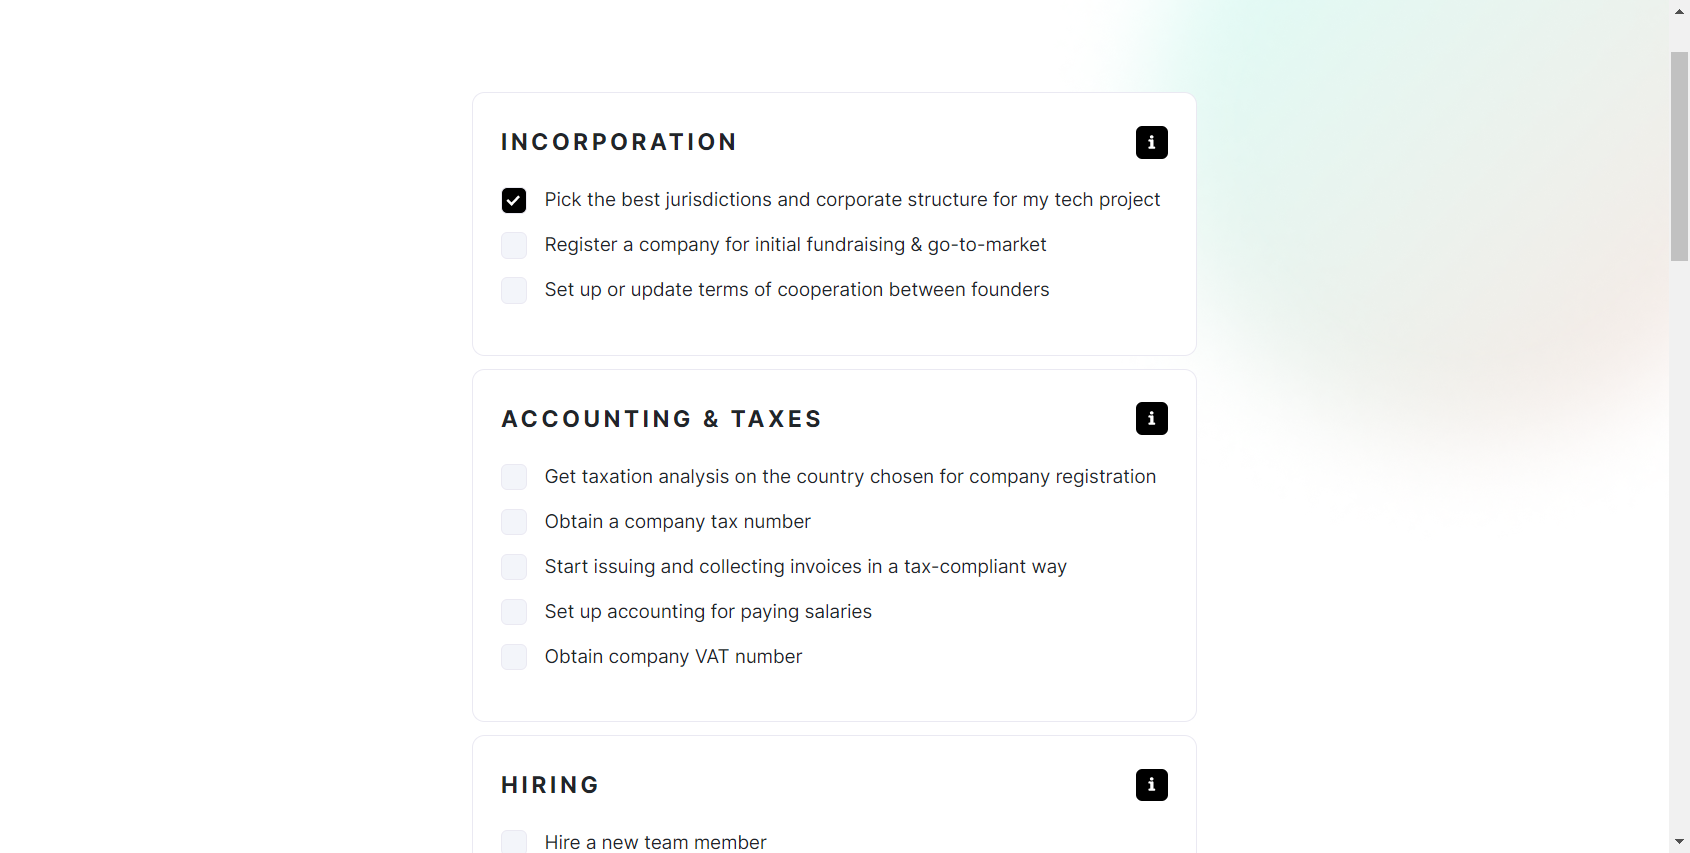 INCORPORATION
Pick the best jurisdictions and corporate structure for my tech project
Register a company for initial fundraising & go-to-market
Set up or update terms of cooperation between founders
ACCOUNTING & TAXES
Get taxation analysis on the country chosen for company registration
Obtain a company tax number
Start issuing and collecting invoices in a tax-compliant way
Set up accounting for paying salaries
Obtain company VAT number
HIRING
Hire a new team member